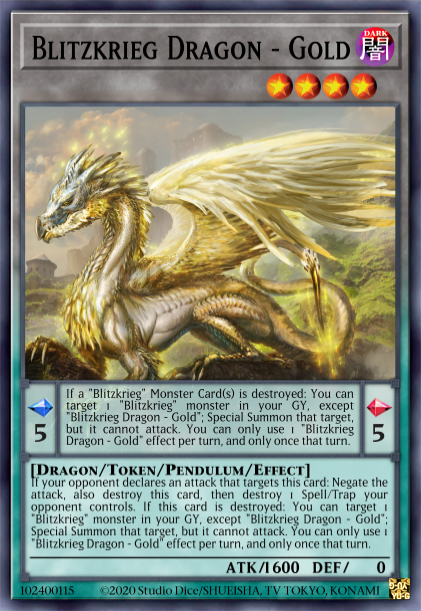 Blitzkrieg Dragon - Gold
DARK
闇
If a "Blitzkrieg" Monster Card(s) is destroyed: You can
target 1 "Blitzkrieg" monster in your GY, except
"Blitzkrieg Dragon - Gold"; Special Summon that target,
but it cannot attack. You can only use 1 "Blitzkrieg
Dragon - Gold" effect per turn, and only once that turn.
5
5
[Dragon/Token/Pendulum/Effect]
If your opponent declares an attack that targets this card: Negate the
attack, also destroy this card, then destroy 1 Spell/Trap your
opponent controls. If this card is destroyed: You can target 1
"Blitzkrieg" monster in your GY, except "Blitzkrieg Dragon - Gold";
Special Summon that target, but it cannot attack. You can only use 1
"Blitzkrieg Dragon - Gold" effect per turn, and only once that turn.
ATK/1600 DEF/ 0
102400115 ©2020 Studio Dice/SHUEISHA, TV TOKYO, KONAMI